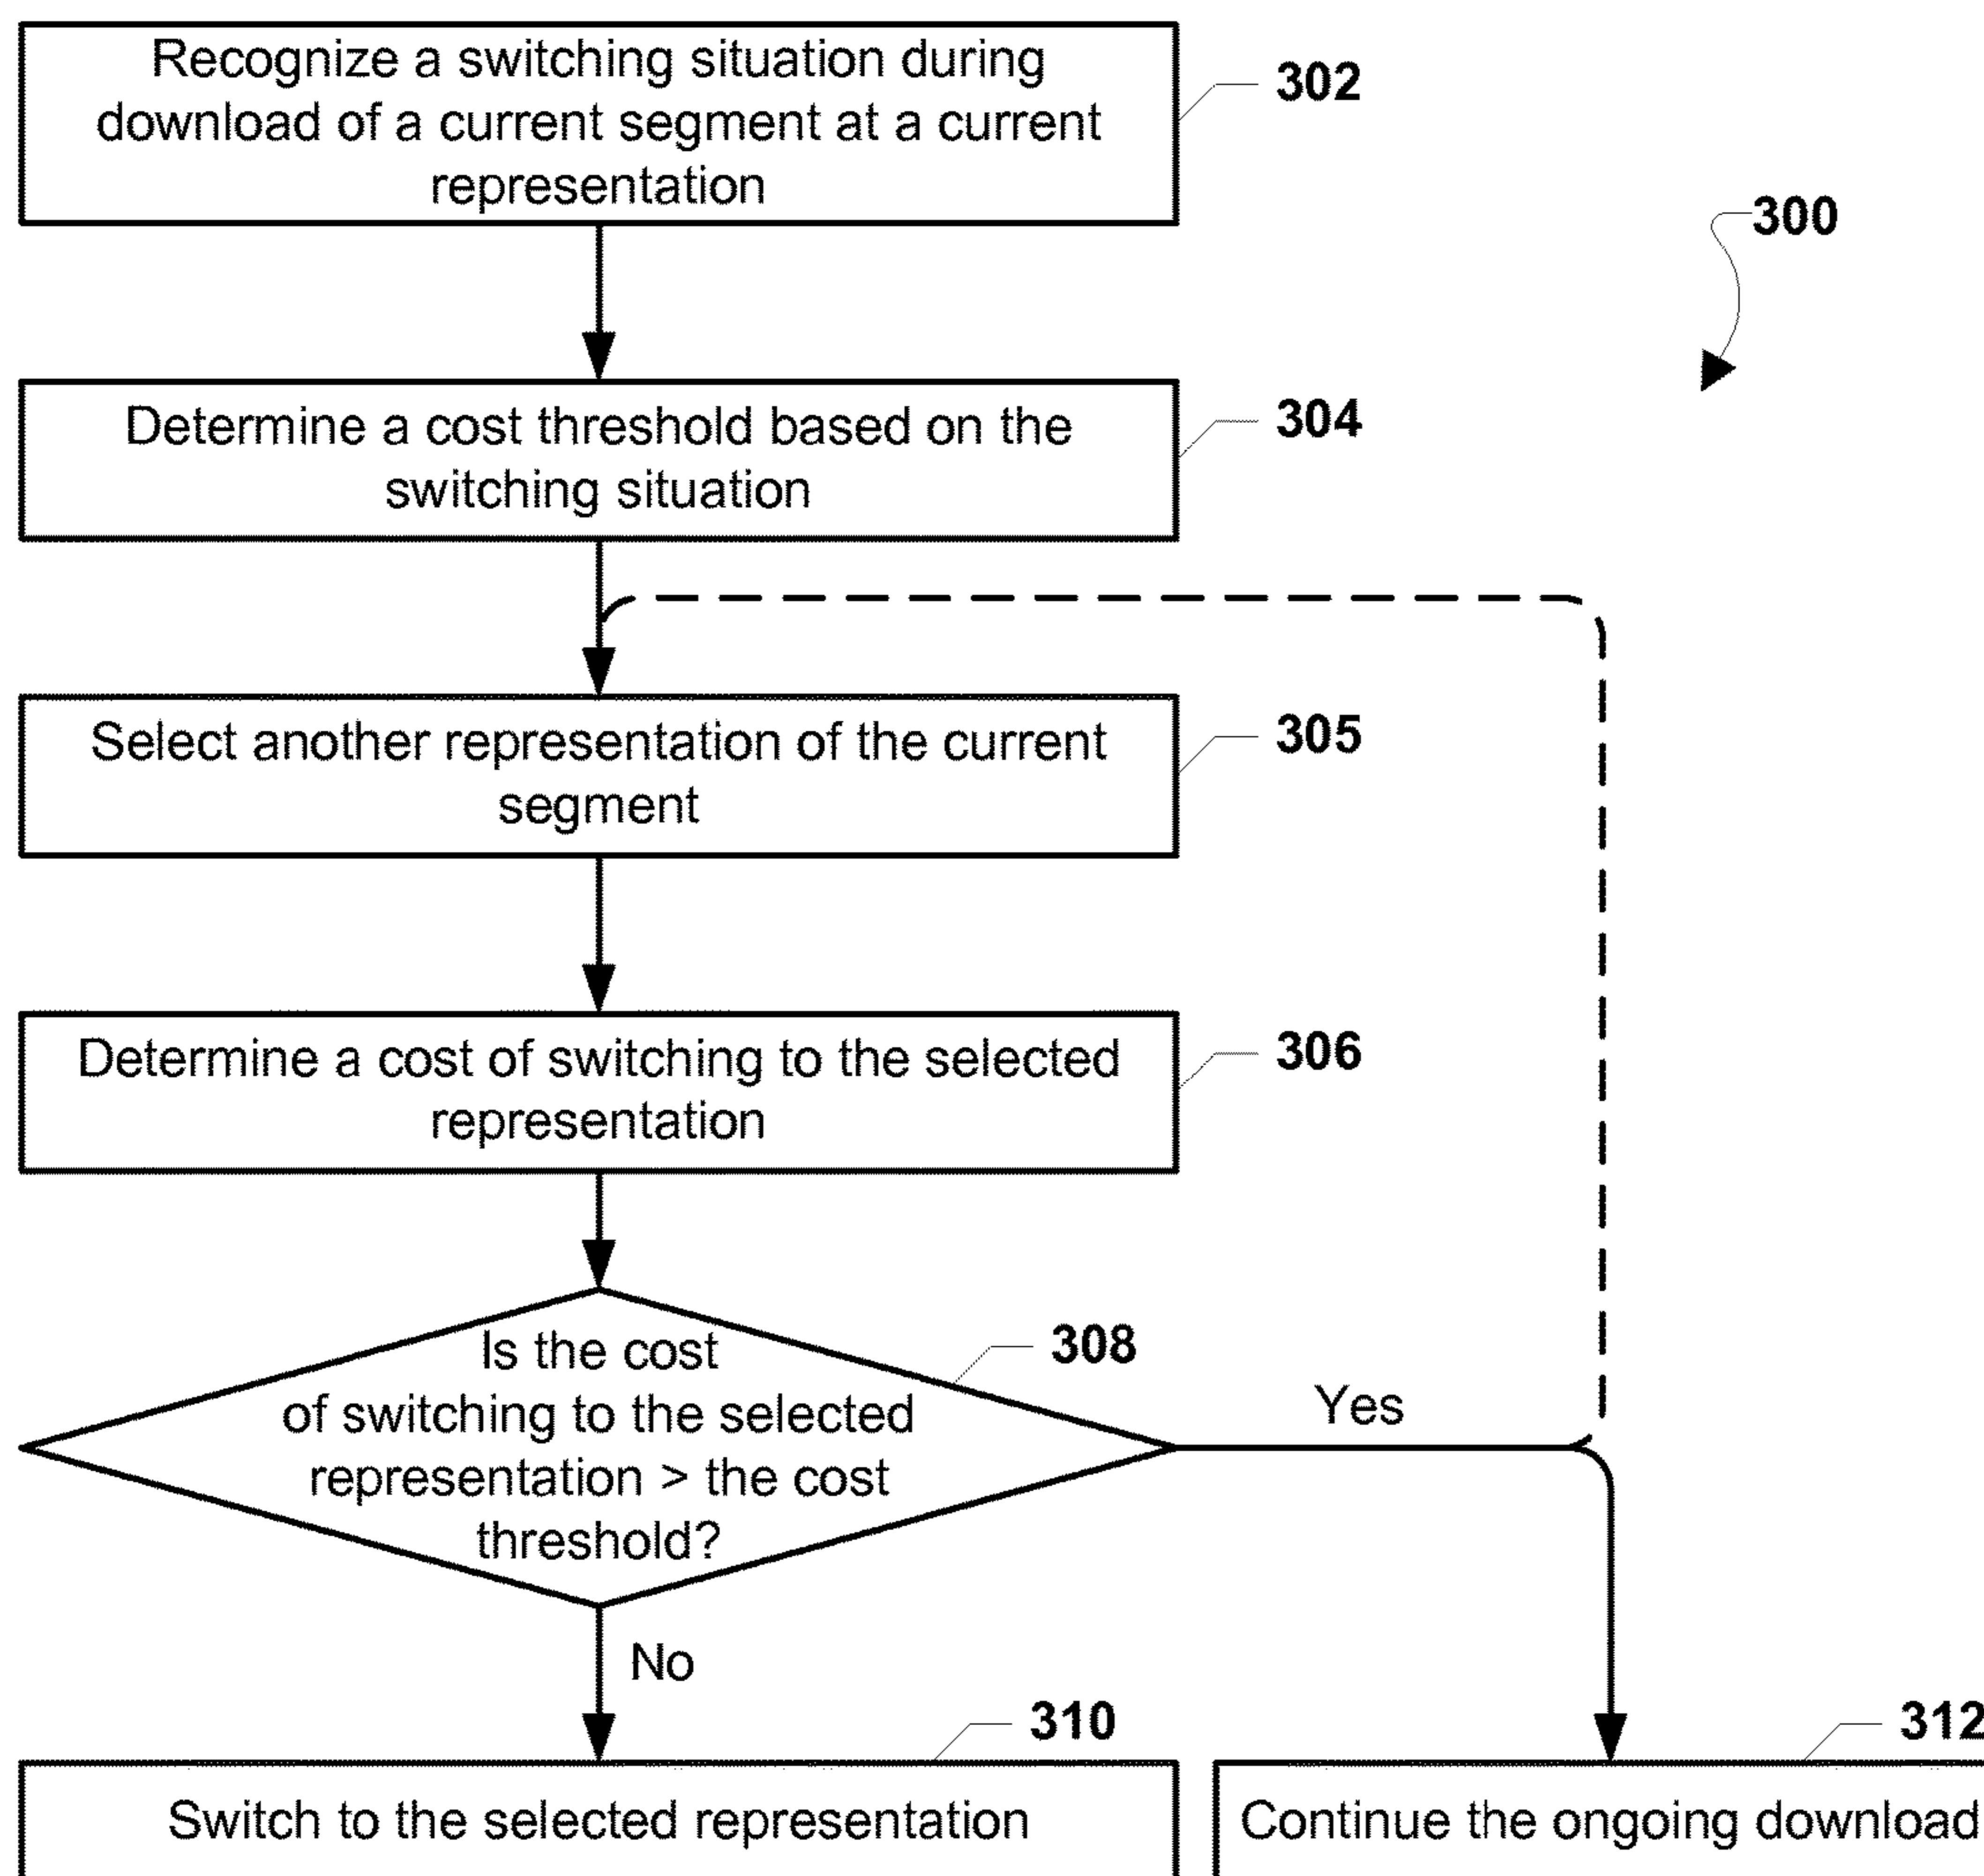 Recognize a switching situation during
download of a current segment at a current
representation
302
300
Determine a cost threshold based on the
switching situation
304
Select another representation of the current
segment
305
Determine a cost of switching to the selected
representation
306
Is the cost
of switching to the selected
representation > the cost
threshold?
308
Yes
No
310
312
Switch to the selected representation
Continue the ongoing download